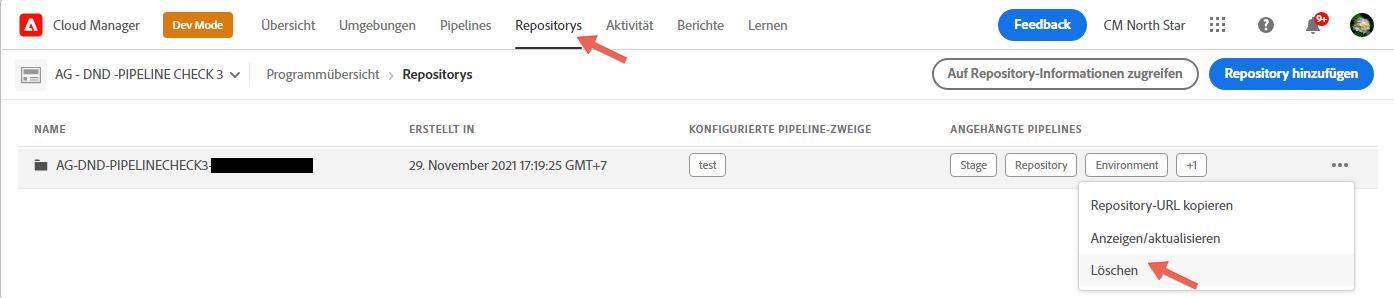 Cloud Manager Dev Mode Übersicht Umgebungen Pipelines Repositorys Aktivität Berichte Lernen Feedback CM North Star 9+
AG - DND -PIPELINE CHECK 3 Programmübersicht > Repositorys Auf Repository-Informationen zugreifen Repository hinzufügen
NAME ERSTELLT IN KONFIGURIERTE PIPELINE-ZWEIGE ANGEHÄNGTE PIPELINES
AG-DND-PIPELINECHECK3- 29. November 2021 17:19:25 GMT+7 test Stage Repository Environment +1
Repository-URL kopieren
Anzeigen/aktualisieren
Löschen